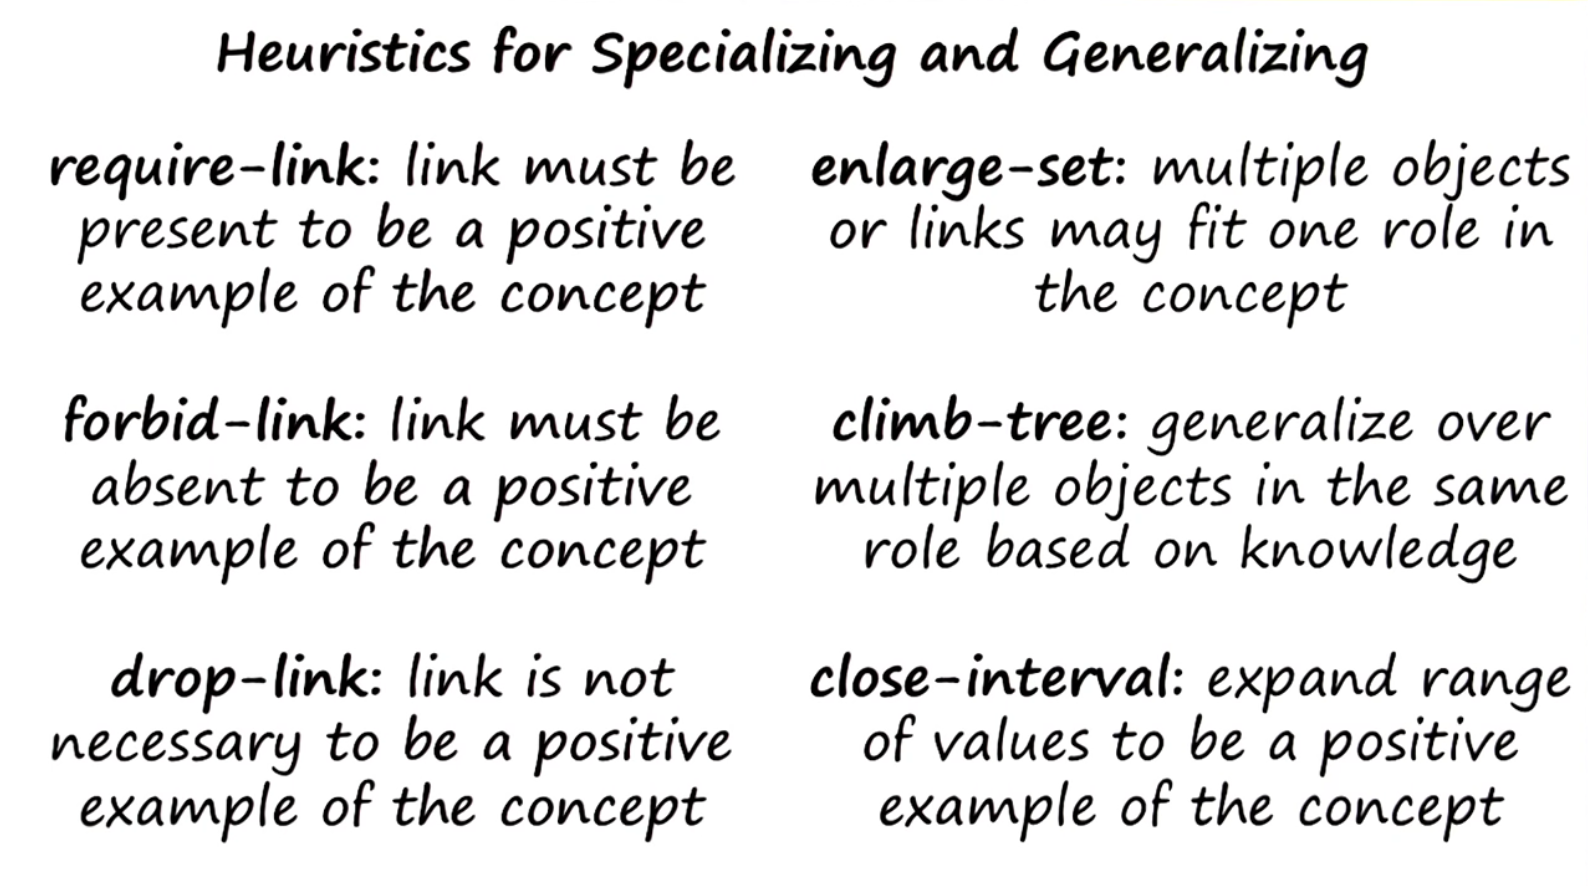 Heuristics for Specializing and Generalizing
require-link: link must be
present to be a positive
example of the concept
forbid-link: link must be
absent to be a positive
example of the concept
drop-link: link is not
necessary to be a positive
example of the concept
enlarge-set: multiple objects
or links may fit one role in
the concept
climb-tree: generalize over
multiple objects in the same
role based on knowledge
close-interval: expand range
of values to be a positive
example of the concept